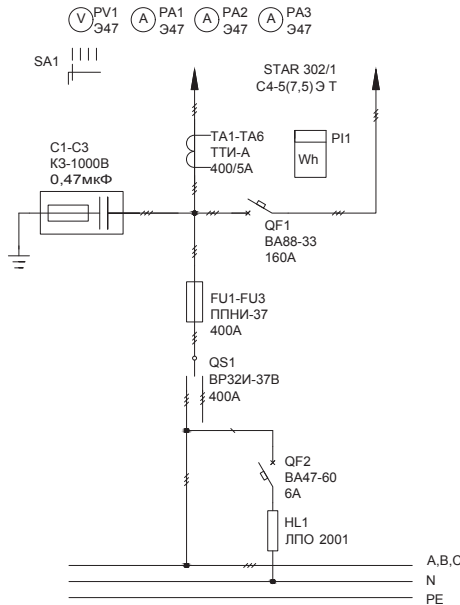 V PV1
Э47
A PA1
Э47
A PA2
Э47
A PA3
Э47
SA1
STAR 302/1
C4-5(7,5) Э Т
TA1-TA6
ТТИ-А
400/5А
PI1
Wh
C1-C3
К3-1000В
0,47мкФ
QF1
ВА88-33
160А
FU1-FU3
ППНИ-37
400А
QS1
ВР32И-37В
400А
QF2
ВА47-60
6А
HL1
ЛПО 2001
A,B,C
N
PE